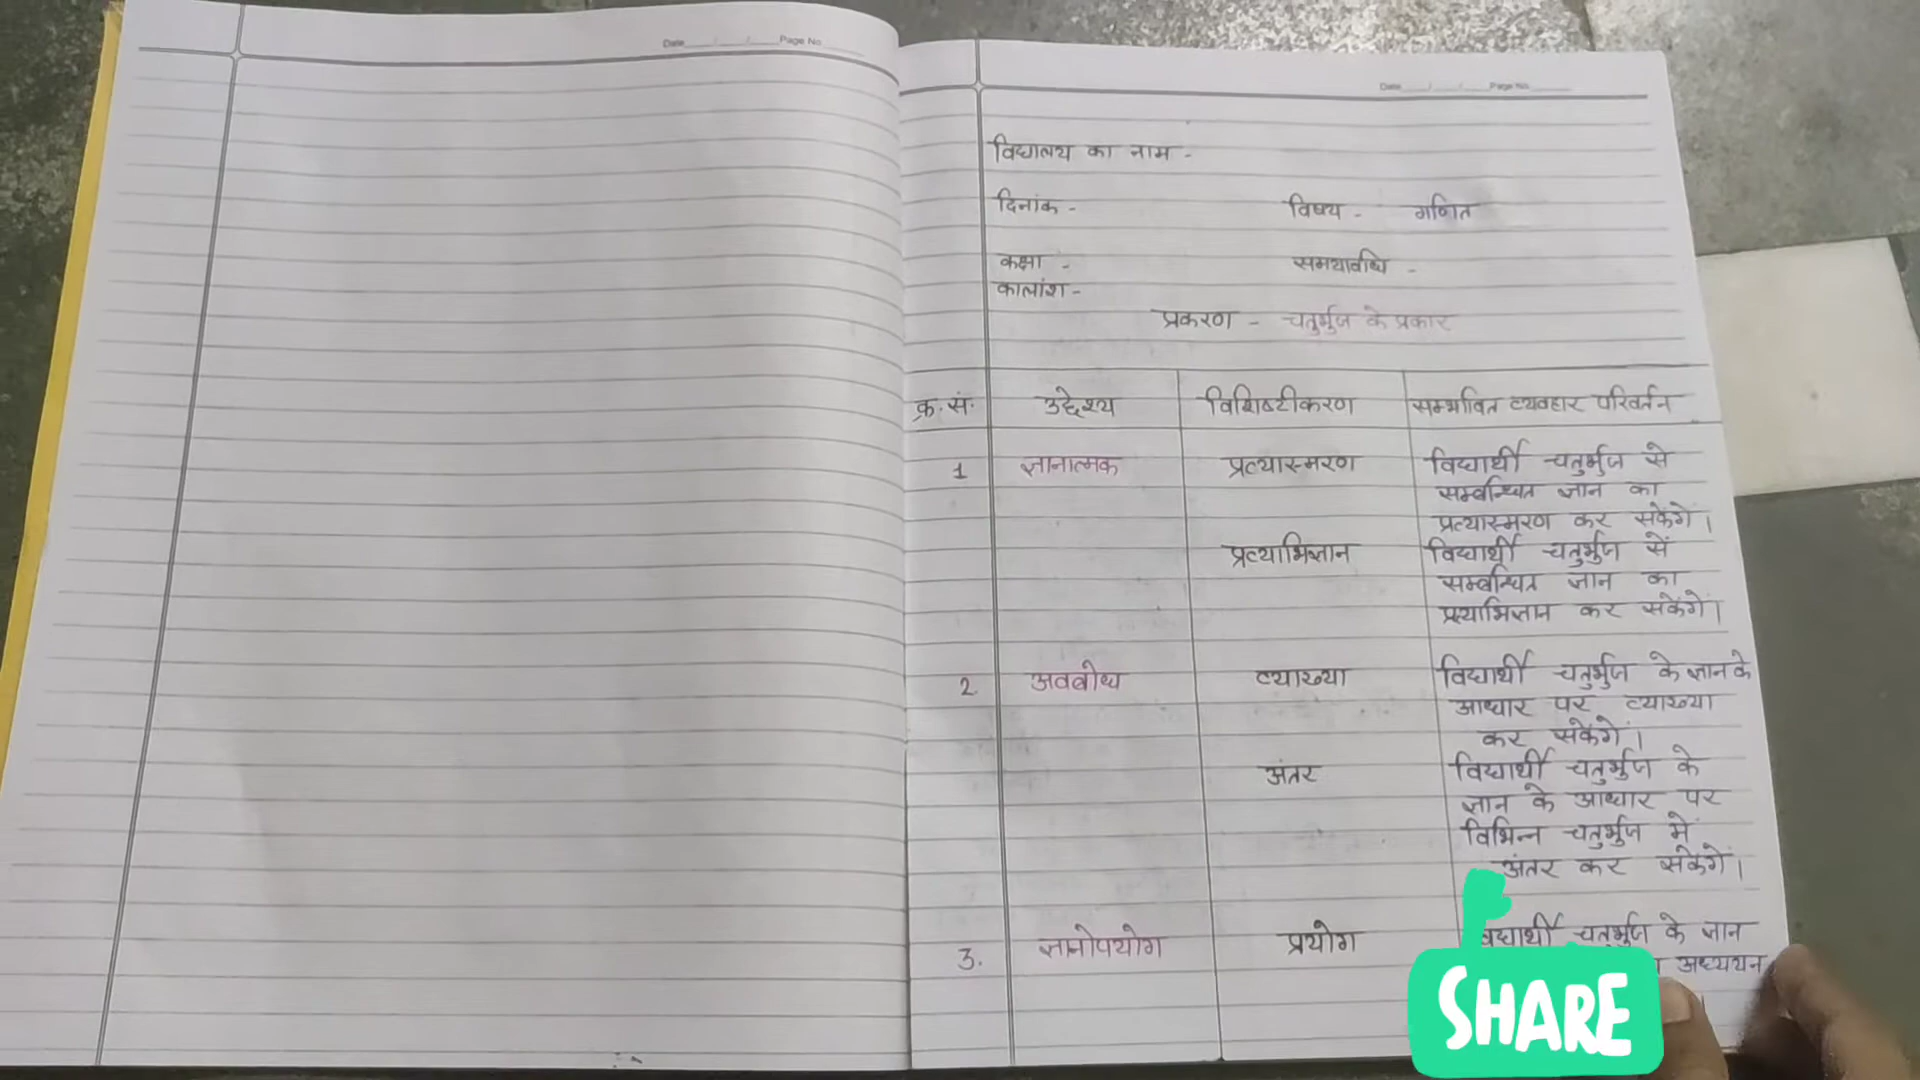 Date / / Page No
Date / / Page No.
विद्यालय का नाम -
दिनांक - विषय - गणित
कक्षा - समयावधि -
कालांश -
प्रकरण - चतुर्भुज के प्रकार
क्र. सं. उद्देश्य विशिष्टीकरण सम्भावित व्यवहार परिवर्तन
1 ज्ञानात्मक प्रत्यास्मरण विद्यार्थी चतुर्भुज से
सम्बन्धित ज्ञान का
प्रत्यास्मरण कर सकेंगे।
प्रत्याभिज्ञान विद्यार्थी चतुर्भुज सें
सम्बन्धित ज्ञान का
प्रत्याभिज्ञान कर सकेंगें।
2. अवबोध व्याख्या विद्यार्थी चतुर्भुज के ज्ञान के
आधार पर व्याख्या
कर सकेंगें।
अंतर विद्यार्थी चतुर्भुज के
ज्ञान के आधार पर
विभिन्न चतुर्भुज में
अंतर कर सकेंगें।
3. ज्ञानोपयोग प्रयोग विद्यार्थी चतुर्भुज के ज्ञान
अध्ययन
SHARE